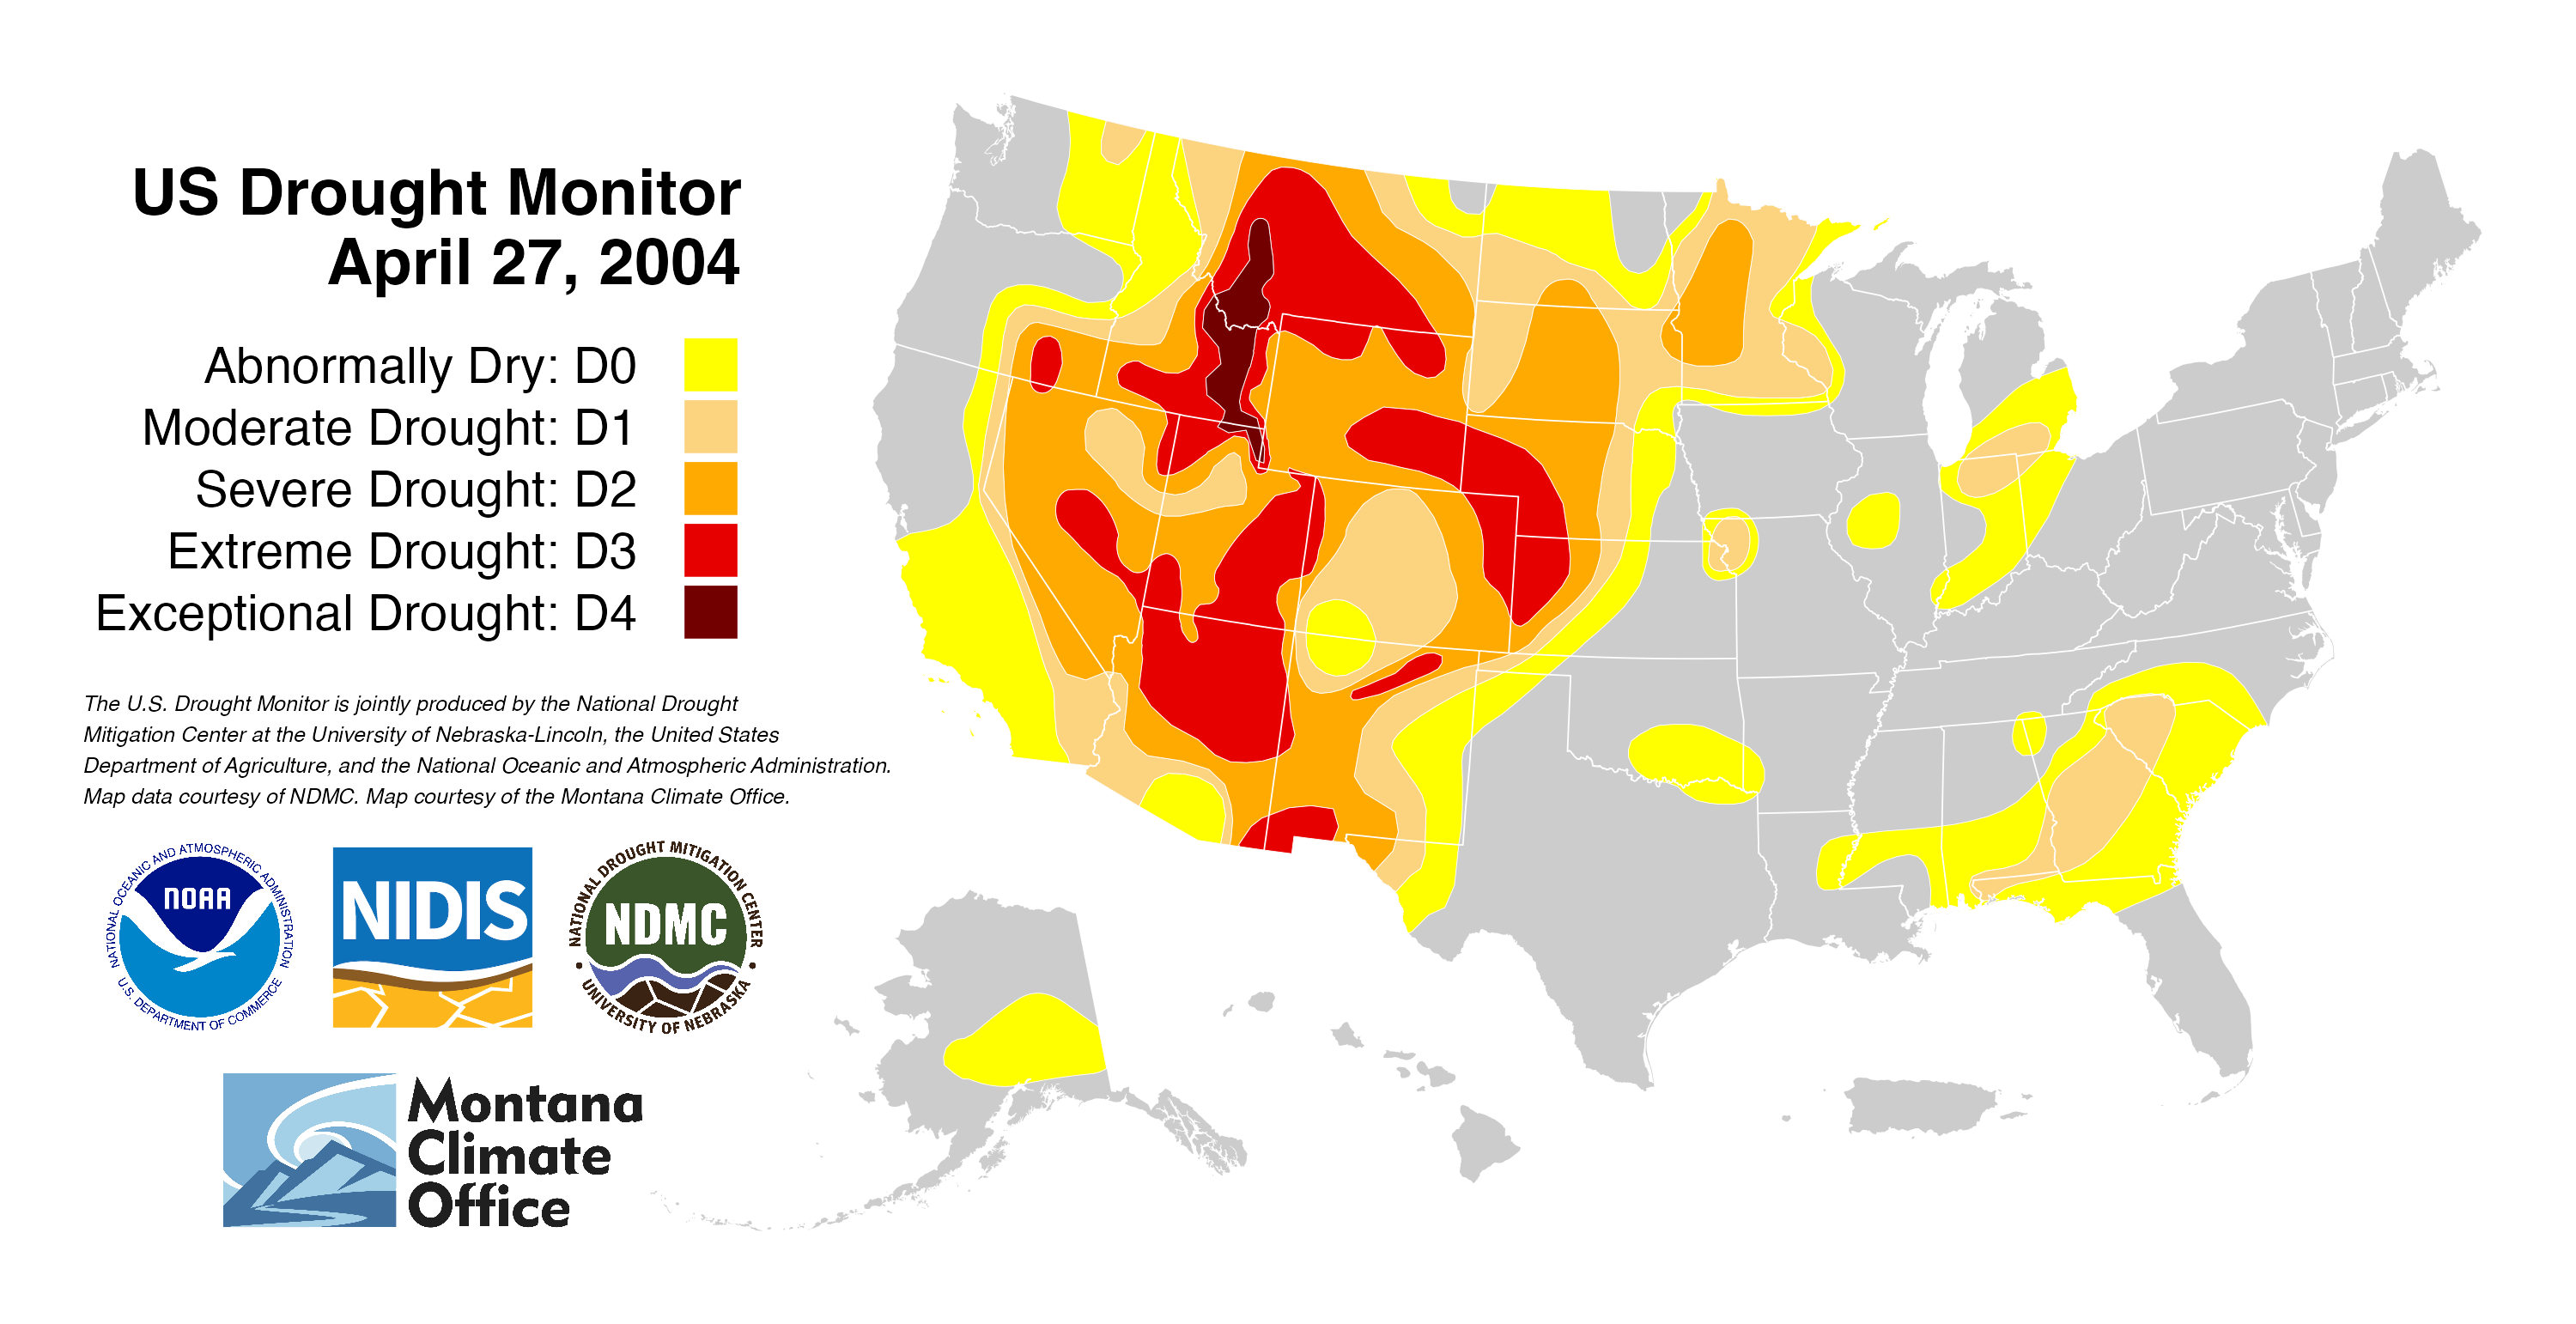 US Drought Monitor
April 27, 2004
Abnormally Dry: D0
Moderate Drought: D1
Severe Drought: D2
Extreme Drought: D3
Exceptional Drought: D4
The U.S. Drought Monitor is jointly produced by the National Drought
Mitigation Center at the University of Nebraska-Lincoln, the United States
Department of Agriculture, and the National Oceanic and Atmospheric Administration.
Map data courtesy of NDMC. Map courtesy of the Montana Climate Office.
NATIONAL OCEANIC AND ATMOSPHERIC ADMINISTRATION
NOAA
U.S. DEPARTMENT OF COMMERCE
NIDIS
NATIONAL DROUGHT MITIGATION CENTER
NDMC
UNIVERSITY OF NEBRASKA
Montana
Climate
Office